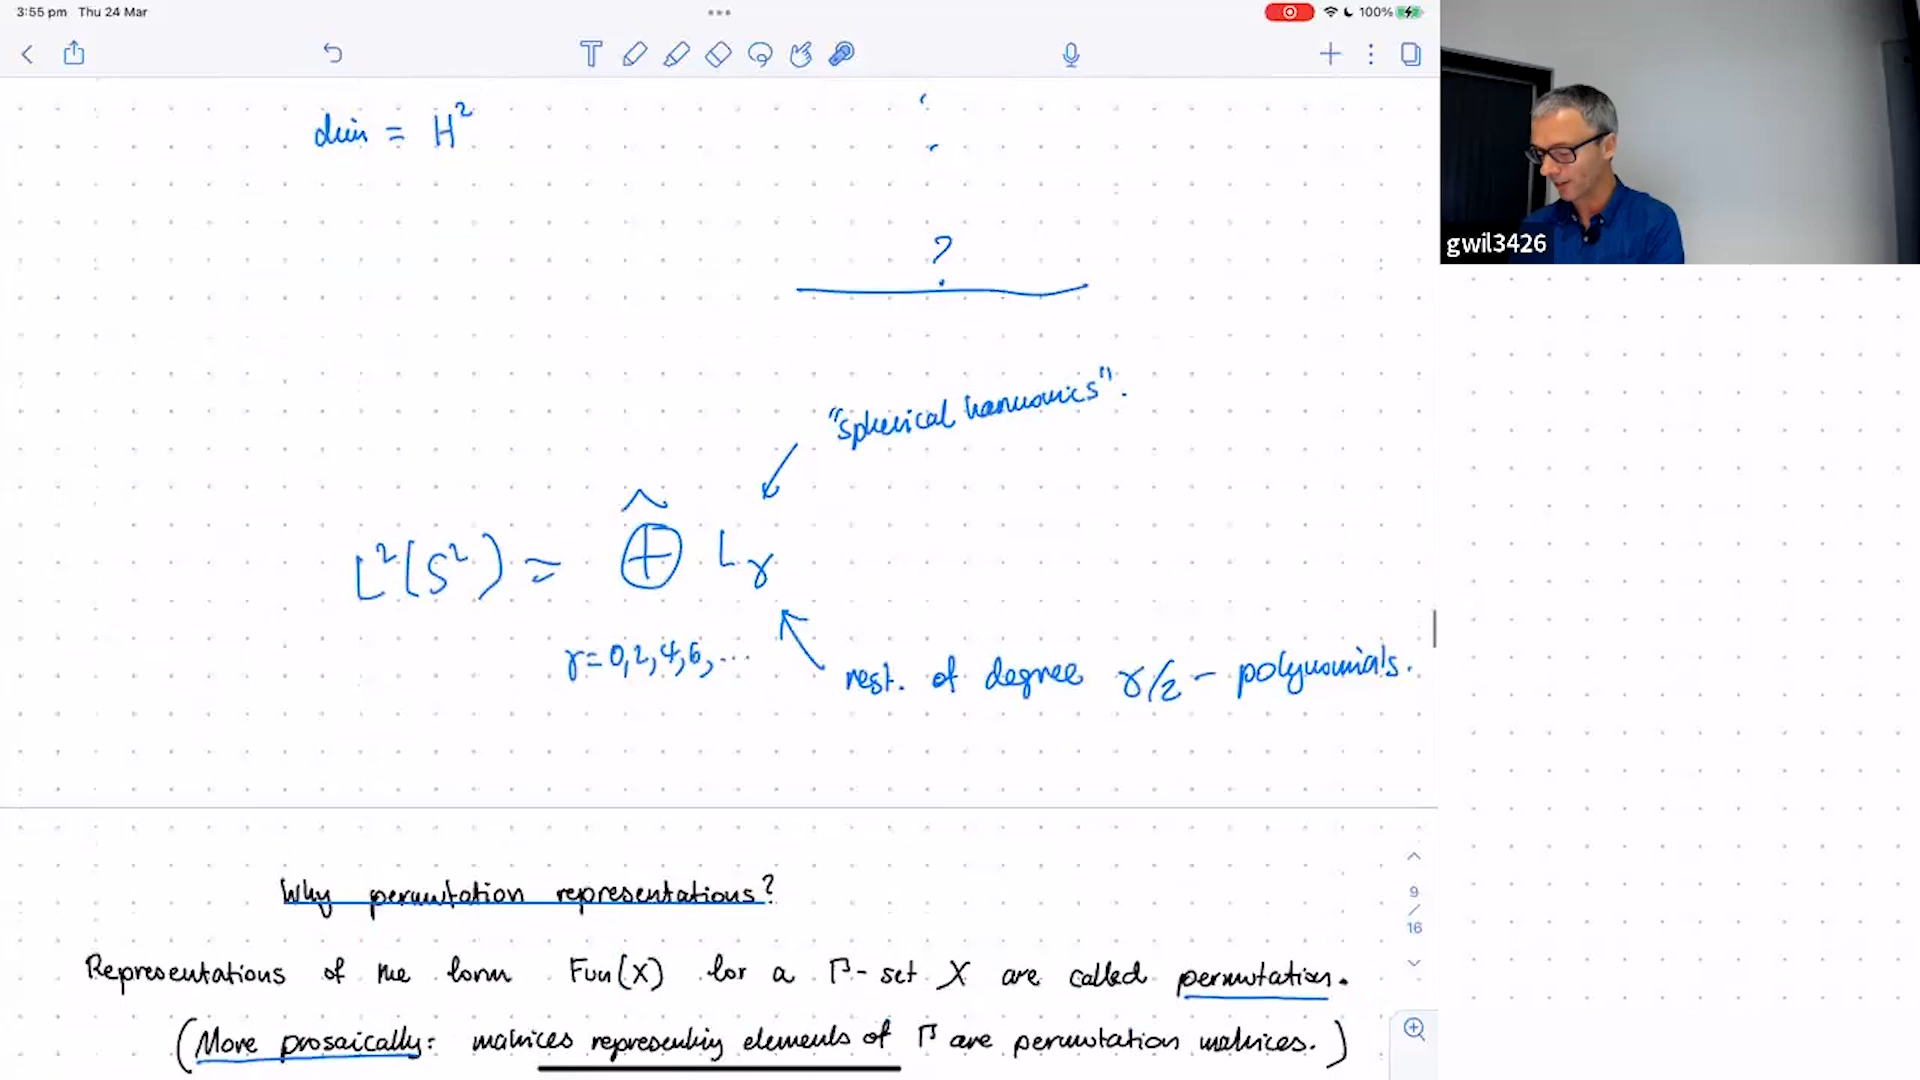 3:55 pm Thu 24 Mar
100%
gwil3426
dim = H²
?
"spherical harmonics".
L²(S²) ≃ ⊕̂ L_γ
γ=0,2,4,6,...
rest. of degree γ/2 - polynomials.
Why permutation representations?
Representations of the form Fun(X) for a Γ-set X are called permutation.
(More prosaically: matrices representing elements of Γ are permutation matrices.)
9
/
16